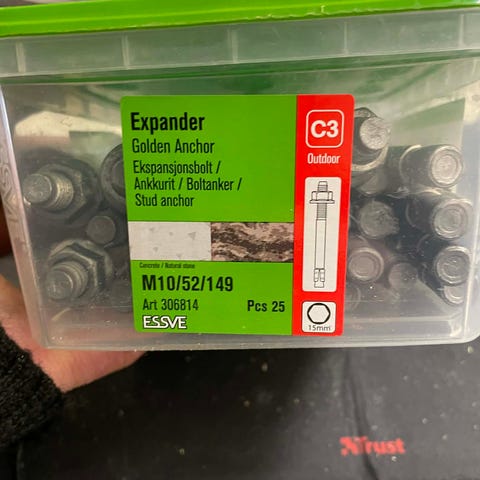 Expander
Golden Anchor
Ekspansjonsbolt /
Ankkurit / Boltanker /
Stud anchor
C3
Outdoor
Concrete / Natural stone
M10/52/149
Art 306814
Pcs 25
ESSVE
15mm
Trust